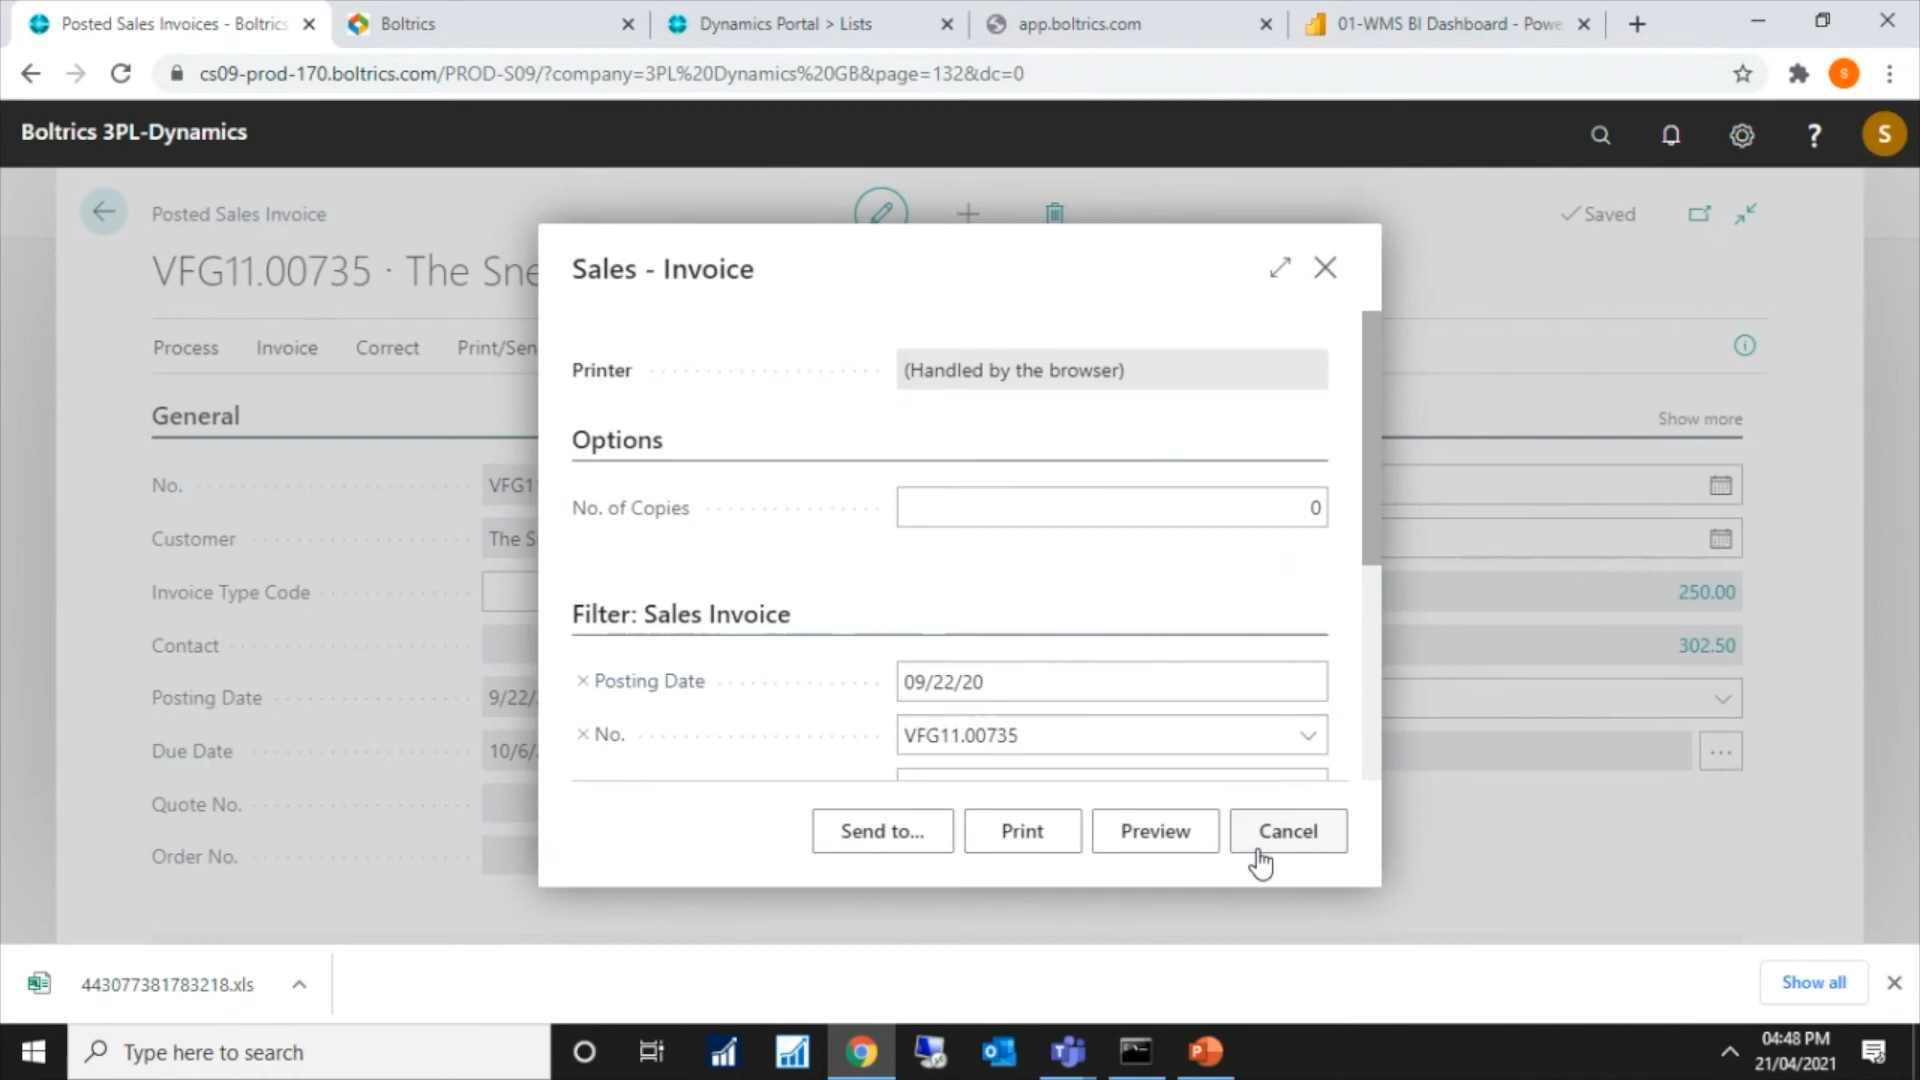 Posted Sales Invoices - Boltrics
Boltrics
Dynamics Portal > Lists
app.boltrics.com
01-WMS BI Dashboard - Powe
cs09-prod-170.boltrics.com/PROD-S09/?company=3PL%20Dynamics%20GB&page=132&dc=0
S
Boltrics 3PL-Dynamics
?
S
Posted Sales Invoice
Saved
VFG11.00735 · The Sne
Sales - Invoice
Process
Invoice
Correct
Print/Sen
Printer
(Handled by the browser)
General
Show more
Options
No.
VFG1
No. of Copies
0
Customer
The S
Invoice Type Code
250.00
Filter: Sales Invoice
Contact
302.50
Posting Date
09/22/20
Posting Date
9/22/
No.
VFG11.00735
Due Date
10/6/
Quote No.
Order No.
Send to...
Print
Preview
Cancel
443077381783218.xls
Show all
Type here to search
04:48 PM
21/04/2021